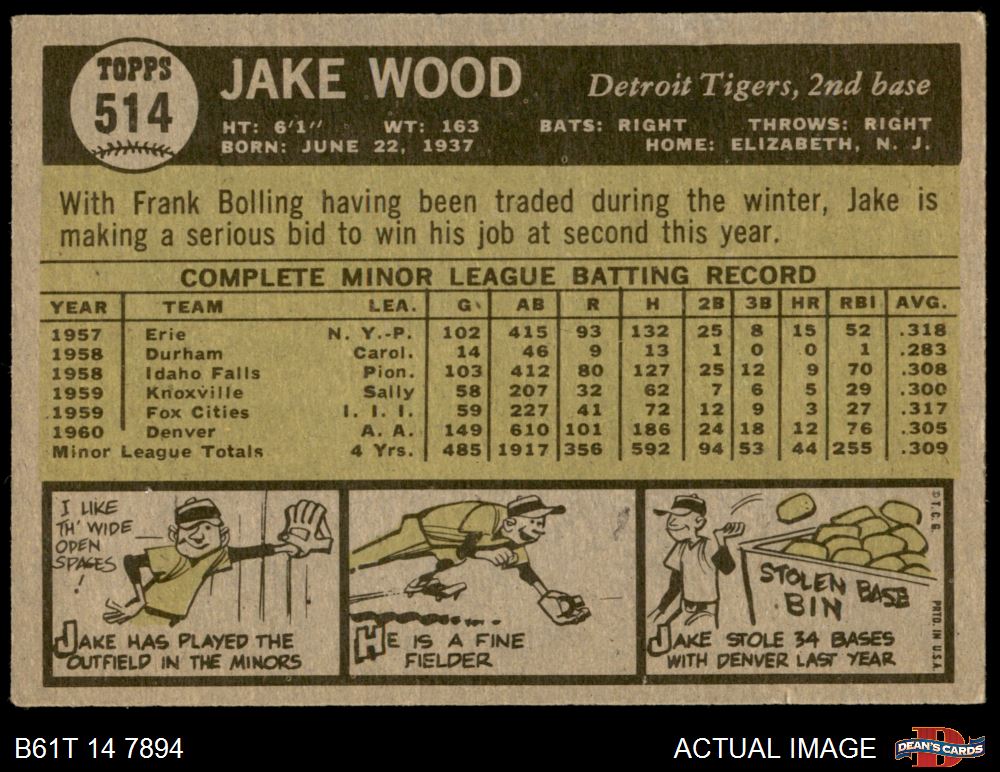 TOPPS
514
JAKE WOOD
Detroit Tigers, 2nd base
HT: 6'1" WT: 163 BATS: RIGHT THROWS: RIGHT
BORN: JUNE 22, 1937 HOME: ELIZABETH, N. J.
With Frank Bolling having been traded during the winter, Jake is
making a serious bid to win his job at second this year.
COMPLETE MINOR LEAGUE BATTING RECORD
YEAR TEAM LEA. G. AB R H 2B 3B HR RBI AVG.
1957 Erie N. Y.-P. 102 415 93 132 25 8 15 52 .318
1958 Durham Carol. 14 46 9 13 1 0 0 1 .283
1958 Idaho Falls Pion. 103 412 80 127 25 12 9 70 .308
1959 Knoxville Sally 58 207 32 62 7 6 5 29 .300
1959 Fox Cities I. I. I. 59 227 41 72 12 9 3 27 .317
1960 Denver A. A. 149 610 101 186 24 18 12 76 .305
Minor League Totals 4 Yrs. 485 1917 356 592 94 53 44 255 .309
I LIKE
TH' WIDE
OPEN
SPACES
!
JAKE HAS PLAYED THE
OUTFIELD IN THE MINORS
HE IS A FINE
FIELDER
STOLEN BASE
BIN
JAKE STOLE 34 BASES
WITH DENVER LAST YEAR
© T. C. G.
PRTD. IN U.S.A.
B61T 14 7894
ACTUAL IMAGE
D
DEAN'S CARDS